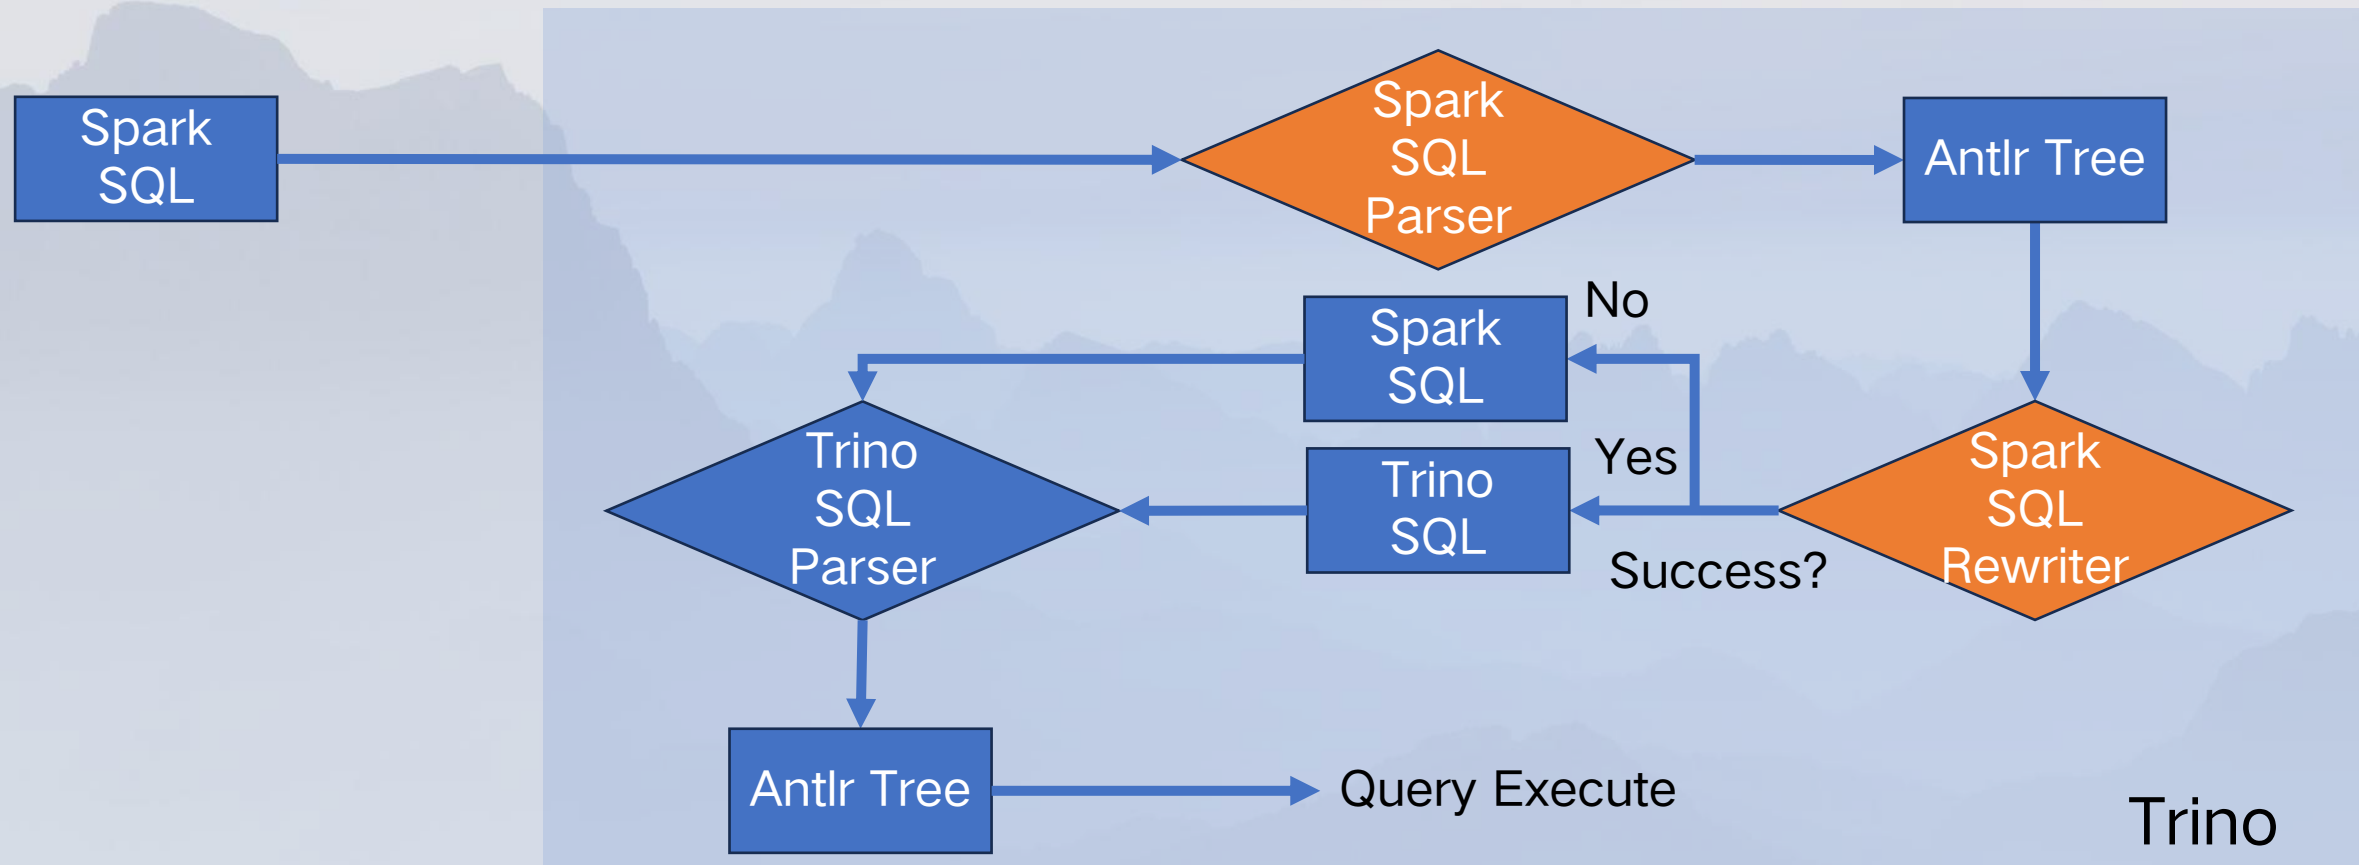 Spark
SQL
Spark
SQL
Parser
Antlr Tree
No
Spark
SQL
Yes
Trino
SQL
Success?
Spark
SQL
Rewriter
Trino
SQL
Parser
Antlr Tree
Query Execute
Trino